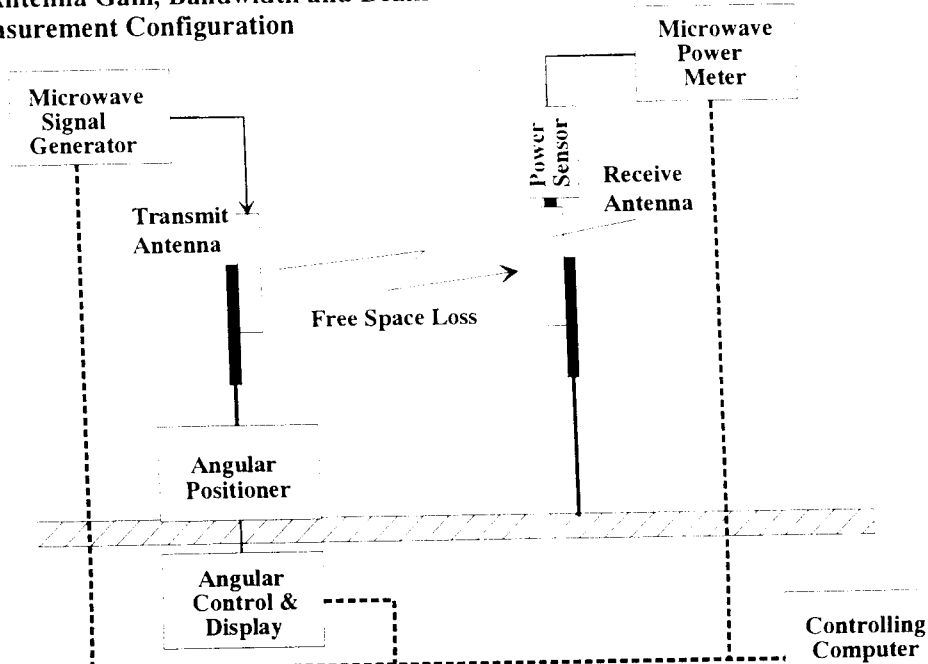 Gain, Bandwidth and
Measurement Configuration
Microwave
Signal
Generator
Transmit
Antenna
Free Space Loss
Power
Sensor
Microwave
Power
Meter
Receive
Antenna
Angular
Positioner
Angular
Control &
Display
Controlling
Computer